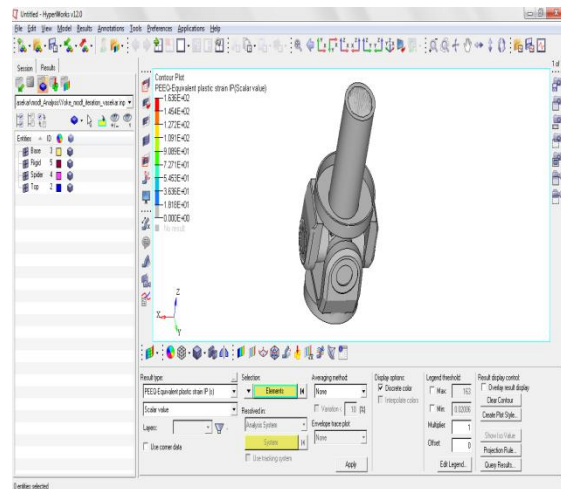 Untitled - HyperWorks v12.0
File Edit View Model Results Annotations Tools Preferences Applications Help
Session Results
1 of
Entities ID
Base 3
Rigid 5
Spider 4
Top 2
Contour Plot
PEEQ-Equivalent plastic strain IP(Scalar value)
1.636E+02
1.454E+02
1.272E+02
1.091E+02
9.089E+01
7.271E+01
5.453E+01
3.636E+01
1.818E+01
0.000E+00
No result
Z
X
Y
Result type:
PEEQ-Equivalent plastic strain IP (s)
Scalar value
Layers:
Use corner data
Selection:
Elements
Resolved in:
Analysis System
System
Use tracking system
Averaging method:
None
Variation < 10 (%)
Envelope trace plot:
None
Apply
Display options:
Discrete color
Interpolate colors
Legend threshold:
Max: 163
Min: 0.02006
Multiplier: 1
Offset: 0
Edit Legend...
Result display control:
Overlay result display
Clear Contour
Create Plot Style...
Show Iso Value
Projection Rule...
Query Results...
0 entities selected